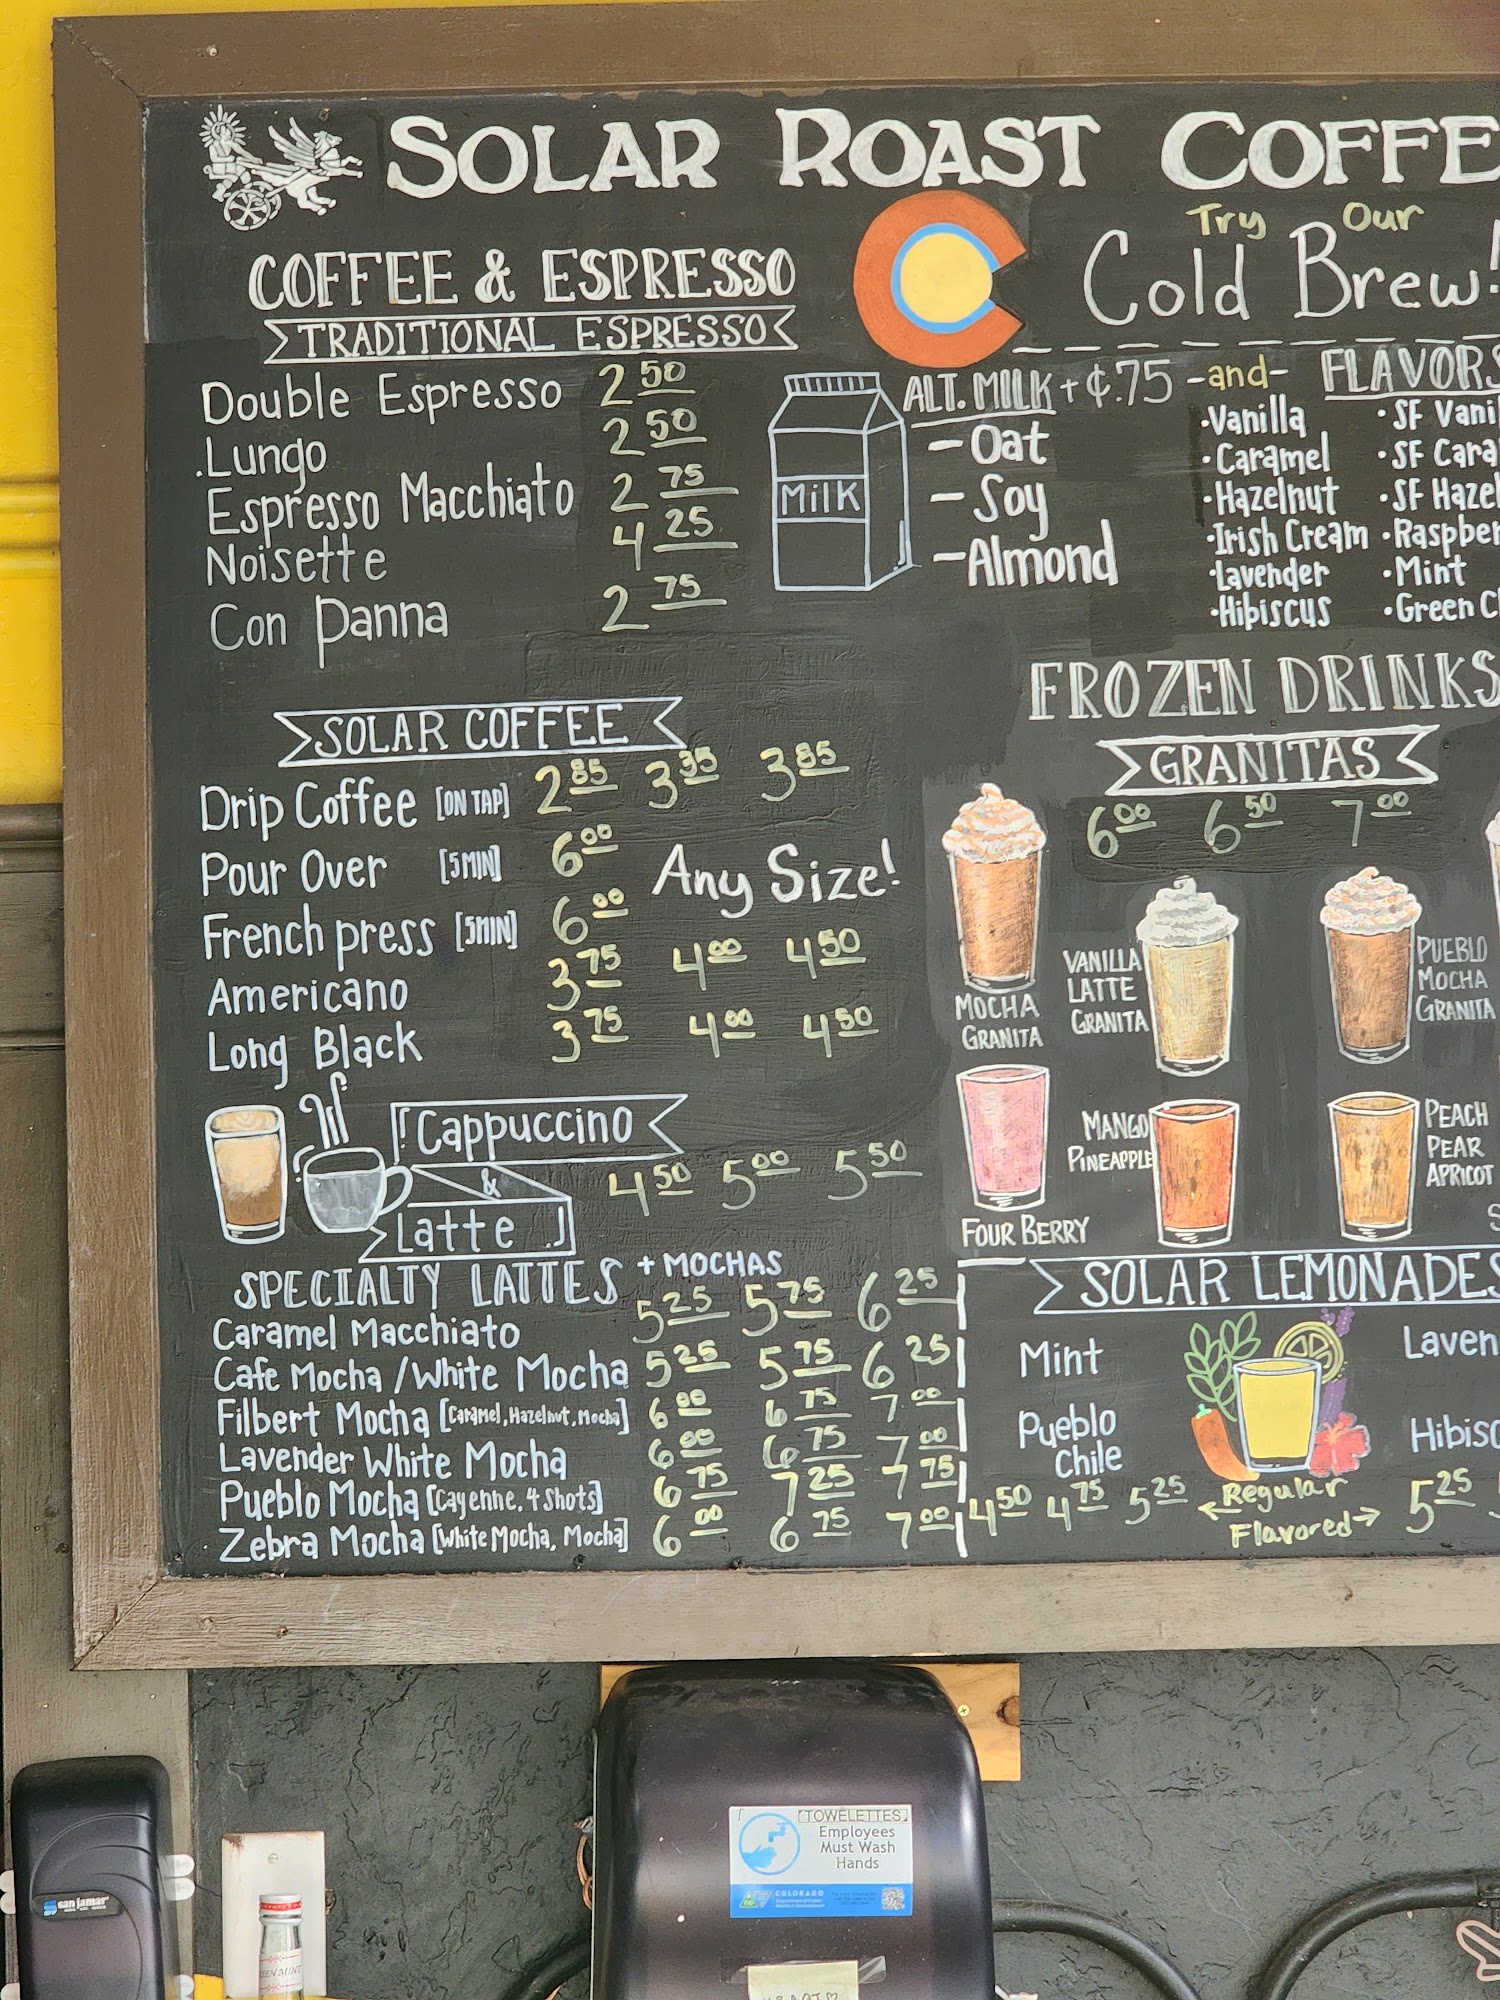 SOLAR ROAST COFFE
Try Our
Cold Brew!
COFFEE & ESPRESSO
TRADITIONAL ESPRESSO
Double Espresso 2 50
Lungo 2 50
Espresso Macchiato 2 75
Noisette 4 25
Con Panna 2 75
MilK
ALT. MILK + ¢.75 -and- FLAVORS
- Oat
- Soy
- Almond
·Vanilla
·Caramel
·Hazelnut
·Irish Cream
·Lavender
·Hibiscus
·SF Vanil
·SF Cara
·SF Hazel
·Raspber
·Mint
·Green C
SOLAR COFFEE
Drip Coffee [ON TAP] 2 85 3 35 3 85
Pour Over [5MIN] 6 00
Any Size!
French press [5MIN] 6 00
Americano 3 75 4 00 4 50
Long Black 3 75 4 00 4 50
Cappuccino
&
Latte
4 50 5 00 5 50
SPECIALTY LATTES + MOCHAS
Caramel Macchiato 5 25 5 75 6 25
Cafe Mocha / White Mocha 5 25 5 75 6 25
Filbert Mocha [Caramel, Hazelnut, Mocha] 6 00 6 75 7 00
Lavender White Mocha 6 00 6 75 7 00
Pueblo Mocha [Cayenne, 4 Shots] 6 75 7 25 7 75
Zebra Mocha [White Mocha, Mocha] 6 00 6 75 7 00
FROZEN DRINKS
GRANITAS
6 00 6 50 7 00
MOCHA
GRANITA
VANILLA
LATTE
GRANITA
PUEBLO
MOCHA
GRANITA
FOUR BERRY
MANGO
PINEAPPLE
PEACH
PEAR
APRICOT
SOLAR LEMONADES
Mint
Laven
Pueblo
Chile
Hibisc
4 50 4 75 5 25
Regular
Flavored
5 25
TOWELETTES
Employees
Must Wash
Hands
COLORADO
san jamar